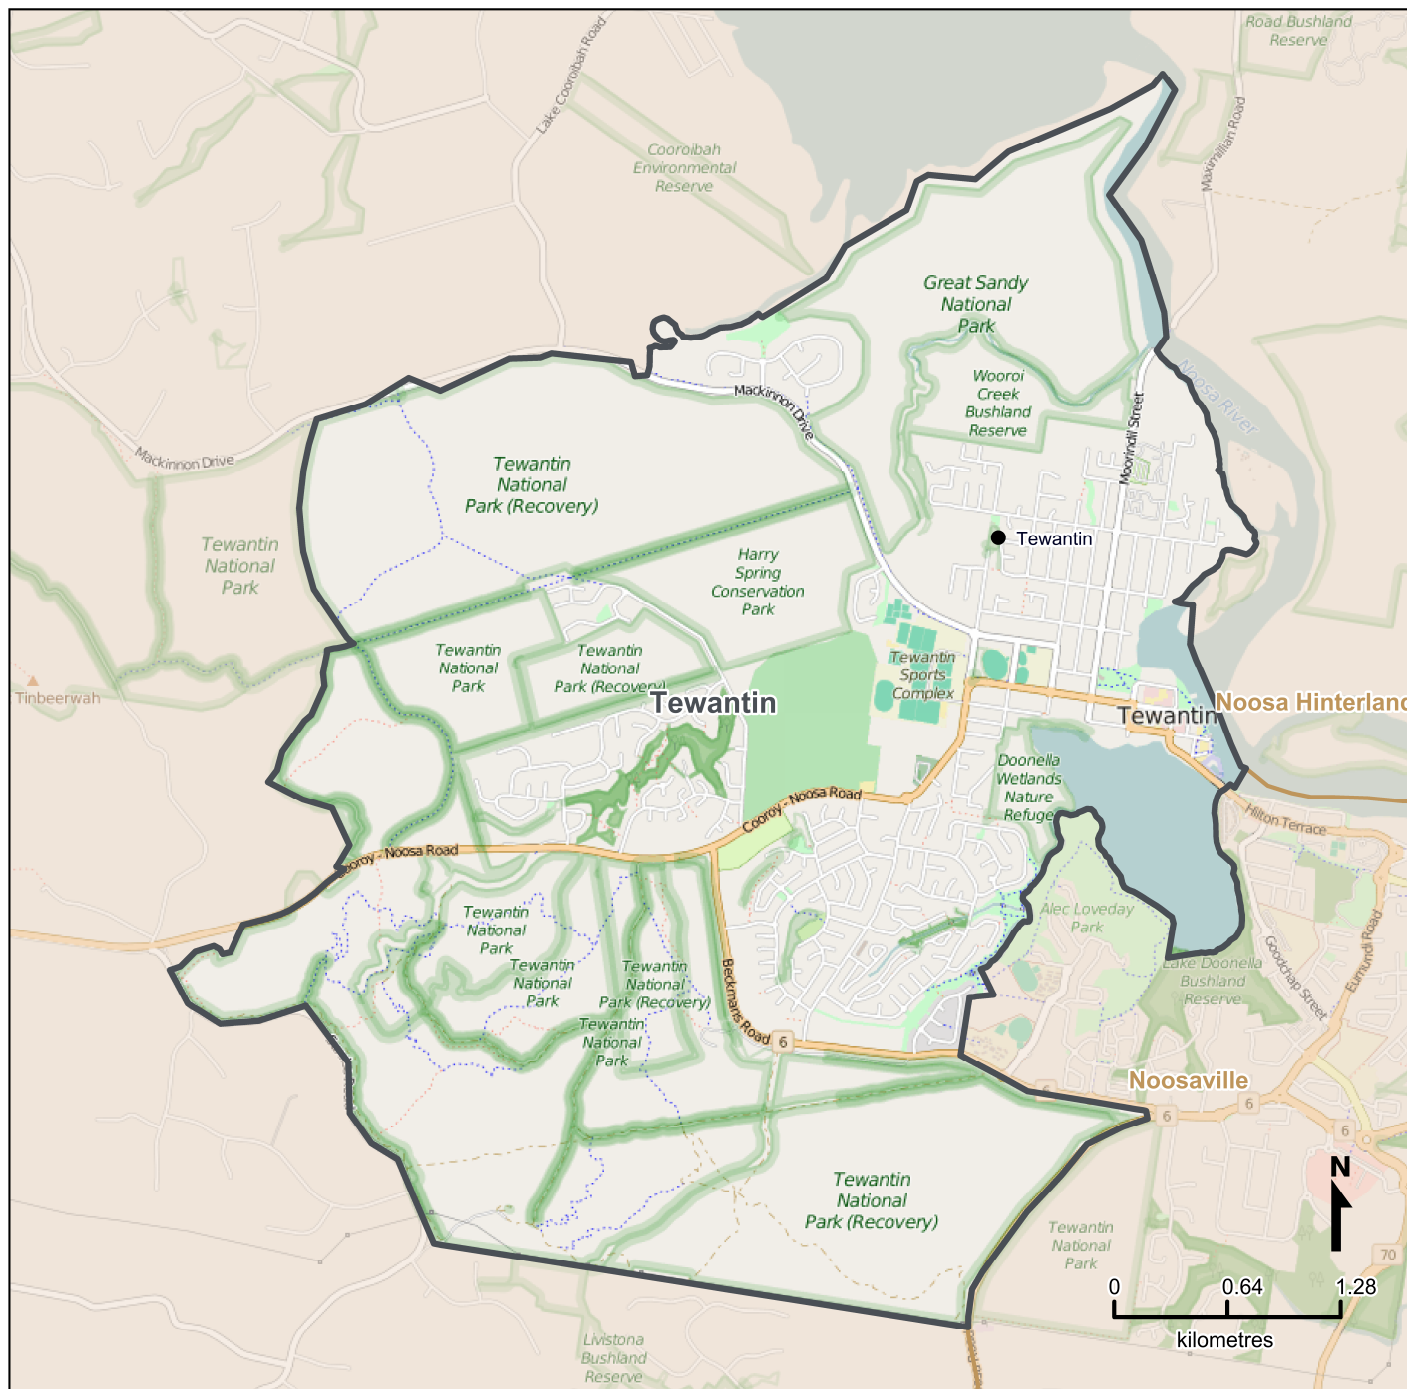 Road Bushland
Reserve
Lake Cooroibah Road
Maximillian Road
Cooroibah
Environmental
Reserve
Great Sandy
National
Park
Noosa River
Wooroi
Creek
Bushland
Reserve
Mackinnon Drive
Moorindil Street
Mackinnon Drive
Tewantin
National
Park (Recovery)
Tewantin
National
Park
Tewantin
Harry
Spring
Conservation
Park
Tewantin
National
Park
Tewantin
National
Park (Recovery)
Tewantin
Sports
Complex
Tinbeerwah
Tewantin
Tewantin
Noosa Hinterland
Doonella
Wetlands
Nature
Refuge
Cooroy - Noosa Road
Hilton Terrace
Cooroy - Noosa Road
Tewantin
National
Park
Alec Loveday
Park
Tewantin
National
Park
Tewantin
National
Park (Recovery)
Tewantin
National
Park
Beckmans Road
6
Lake Doonella
Bushland
Reserve
Goodchap Street
Eumundi Road
Noosaville
6
6
6
6
Tewantin
National
Park (Recovery)
Tewantin
National
Park
N
70
0 0.64 1.28
kilometres
Livistona
Bushland
Reserve